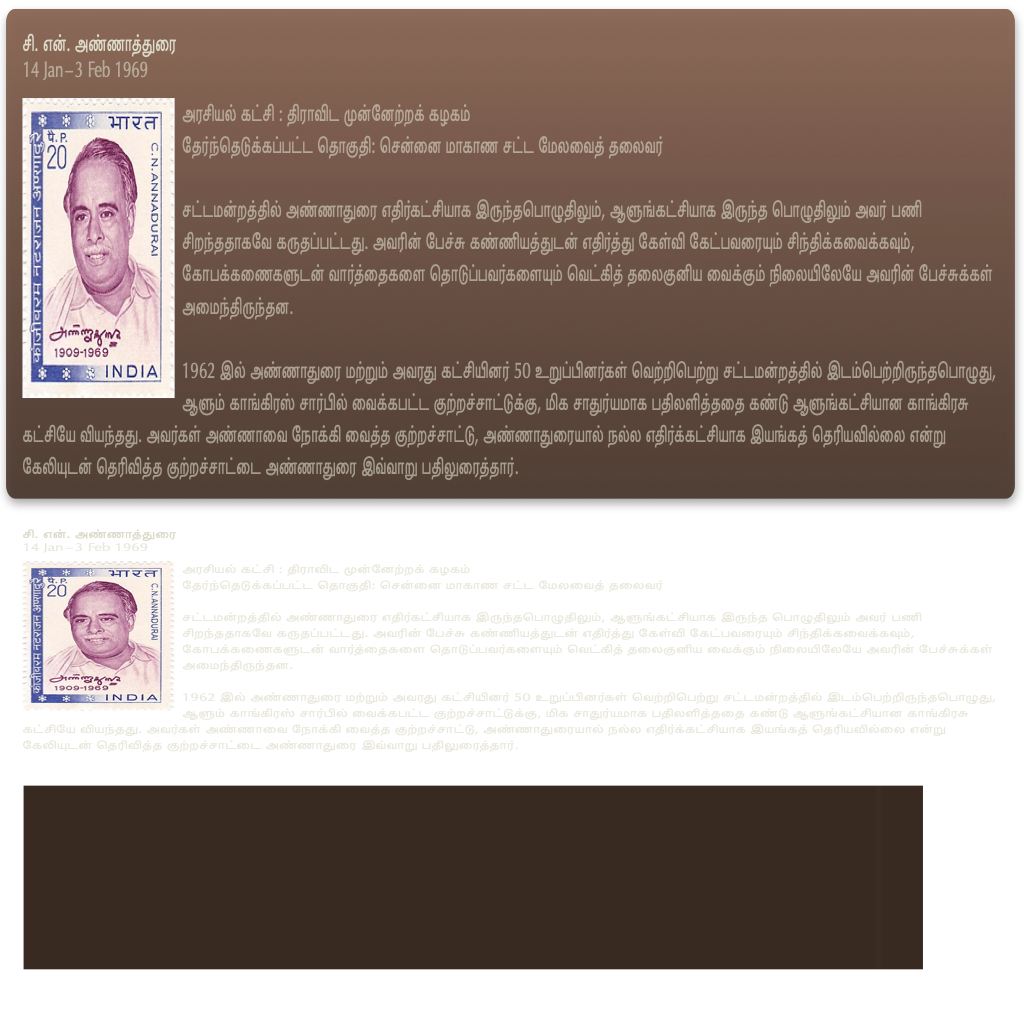 சி. என். அண்ணாத்துரை
14 Jan–3 Feb 1969
அரசியல் கட்சி : திராவிட முன்னேற்றக் கழகம்
தேர்ந்தெடுக்கப்பட்ட தொகுதி: சென்னை மாகாண சட்ட மேலவைத் தலைவர்
சட்டமன்றத்தில் அண்ணாதுரை எதிர்கட்சியாக இருந்தபொழுதிலும், ஆளுங்கட்சியாக இருந்த பொழுதிலும் அவர் பணி
சிறந்ததாகவே கருதப்பட்டது. அவரின் பேச்சு கண்ணியத்துடன் எதிர்த்து கேள்வி கேட்பவரையும் சிந்திக்கவைக்கவும்,
கோபக்கணைகளுடன் வார்த்தைகளை தொடுப்பவர்களையும் வெட்கித் தலைகுனிய வைக்கும் நிலையிலேயே அவரின் பேச்சுக்கள்
அமைந்திருந்தன.
1962 இல் அண்ணாதுரை மற்றும் அவரது கட்சியினர் 50 உறுப்பினர்கள் வெற்றிபெற்று சட்டமன்றத்தில் இடம்பெற்றிருந்தபொழுது,
ஆளும் காங்கிரஸ் சார்பில் வைக்கபட்ட குற்றச்சாட்டுக்கு, மிக சாதுர்யமாக பதிலளித்ததை கண்டு ஆளுங்கட்சியான காங்கிரசு
கட்சியே வியந்தது. அவர்கள் அண்ணாவை நோக்கி வைத்த குற்றச்சாட்டு, அண்ணாதுரையால் நல்ல எதிர்க்கட்சியாக இயங்கத் தெரியவில்லை என்று
கேலியுடன் தெரிவித்த குற்றச்சாட்டை அண்ணாதுரை இவ்வாறு பதிலுரைத்தார்.
भारत
पै. P.
20
C.N.ANNADURAI
कांजीवरम नटराजान अण्णादुरै
1909-1969
INDIA
சி. என். அண்ணாத்துரை
14 Jan–3 Feb 1969
அரசியல் கட்சி : திராவிட முன்னேற்றக் கழகம்
தேர்ந்தெடுக்கப்பட்ட தொகுதி: சென்னை மாகாண சட்ட மேலவைத் தலைவர்
சட்டமன்றத்தில் அண்ணாதுரை எதிர்கட்சியாக இருந்தபொழுதிலும், ஆளுங்கட்சியாக இருந்த பொழுதிலும் அவர் பணி
சிறந்ததாகவே கருதப்பட்டது. அவரின் பேச்சு கண்ணியத்துடன் எதிர்த்து கேள்வி கேட்பவரையும் சிந்திக்கவைக்கவும்,
கோபக்கணைகளுடன் வார்த்தைகளை தொடுப்பவர்களையும் வெட்கித் தலைகுனிய வைக்கும் நிலையிலேயே அவரின் பேச்சுக்கள்
அமைந்திருந்தன.
1962 இல் அண்ணாதுரை மற்றும் அவரது கட்சியினர் 50 உறுப்பினர்கள் வெற்றிபெற்று சட்டமன்றத்தில் இடம்பெற்றிருந்தபொழுது,
ஆளும் காங்கிரஸ் சார்பில் வைக்கபட்ட குற்றச்சாட்டுக்கு, மிக சாதுர்யமாக பதிலளித்ததை கண்டு ஆளுங்கட்சியான காங்கிரசு
கட்சியே வியந்தது. அவர்கள் அண்ணாவை நோக்கி வைத்த குற்றச்சாட்டு, அண்ணாதுரையால் நல்ல எதிர்க்கட்சியாக இயங்கத் தெரியவில்லை என்று
கேலியுடன் தெரிவித்த குற்றச்சாட்டை அண்ணாதுரை இவ்வாறு பதிலுரைத்தார்.
भारत
पै. P.
20
C.N.ANNADURAI
कांजीवरम नटराजान अण्णादुरै
1909-1969
INDIA